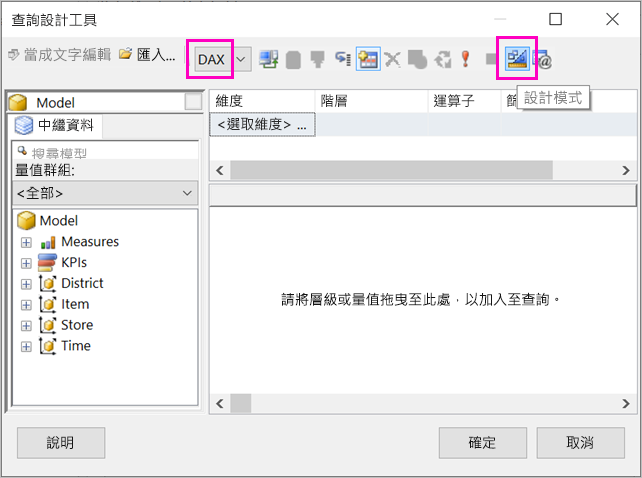 查詢設計工具
當成文字編輯 匯入... DAX
設計模式
Model
中繼資料
搜尋模型
量值群組:
<全部>
Model
Measures
KPIs
District
Item
Store
Time
維度 階層 運算子 篩
<選取維度> ...
請將層級或量值拖曳至此處，以加入至查詢。
說明 確定 取消